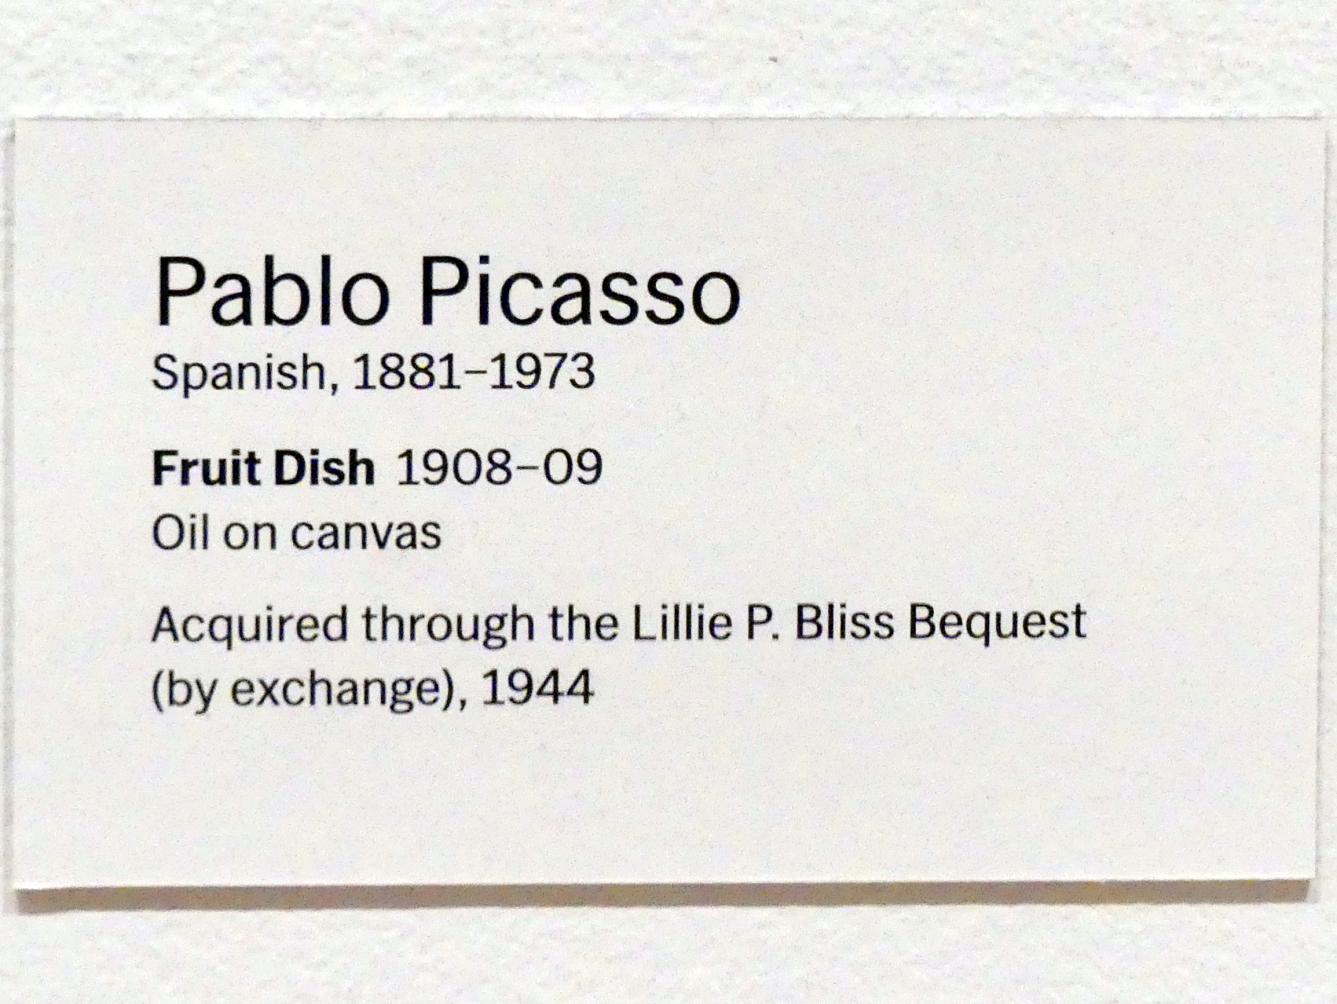 Pablo Picasso
Spanish, 1881–1973
Fruit Dish 1908–09
Oil on canvas
Acquired through the Lillie P. Bliss Bequest
(by exchange), 1944